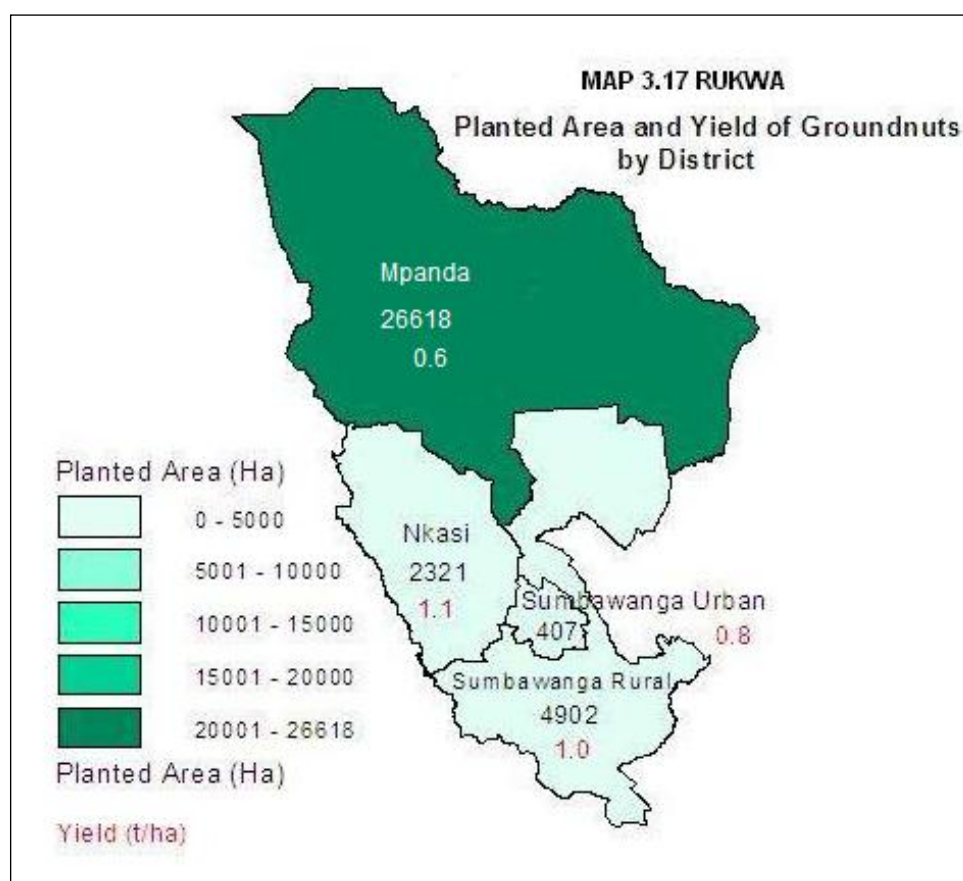 MAP 3.17 RUKWA
Planted Area and Yield of Groundnuts
by District
Mpanda
26618
0.6
Planted Area (Ha)
0 - 5000
5001 - 10000
10001 - 15000
15001 - 20000
20001 - 26618
Planted Area (Ha)
Yield (t/ha)
Nkasi
2321
1.1
Sumbawanga Urban
407
0.8
Sumbawanga Rural
4902
1.0